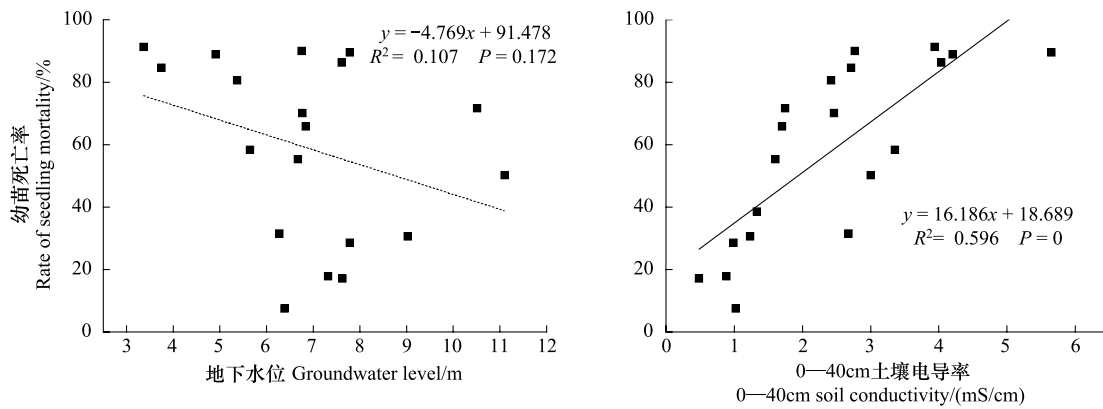 幼苗死亡率
Rate of seedling mortality/%
100
80
60
40
20
0
y = −4.769x + 91.478
R² = 0.107 P = 0.172
3 4 5 6 7 8 9 10 11 12
地下水位 Groundwater level/m
100
80
60
40
20
0
y = 16.186x + 18.689
R²= 0.596 P = 0
0 1 2 3 4 5 6
0—40cm土壤电导率
0—40cm soil conductivity/(mS/cm)